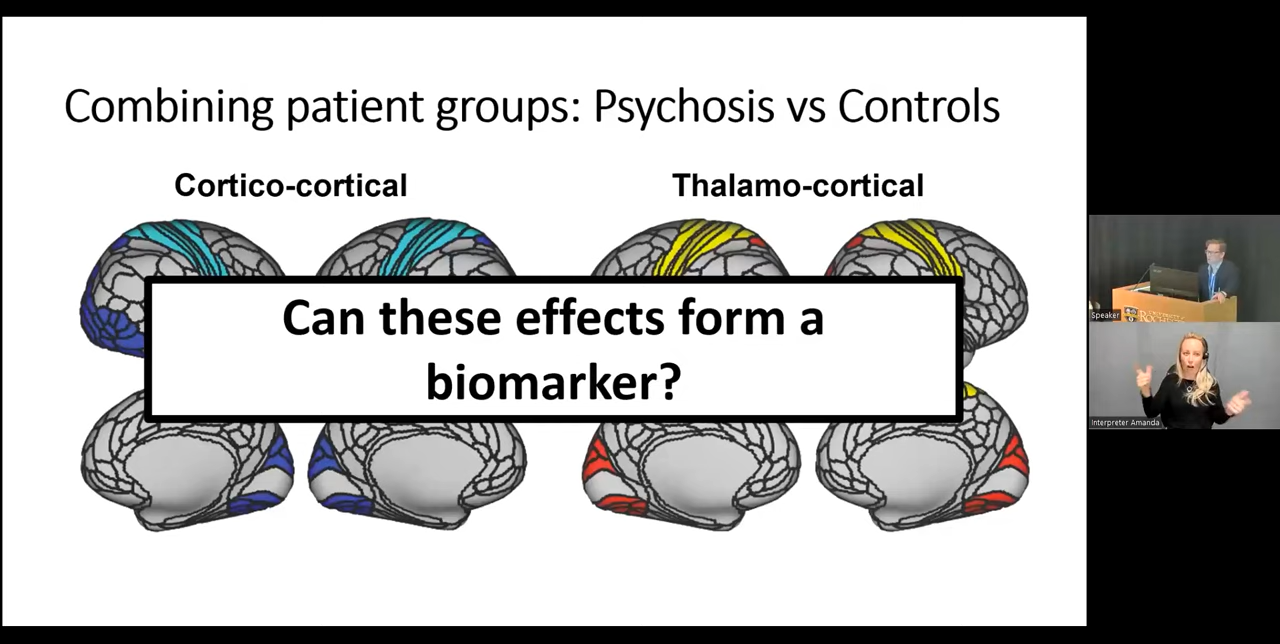 Combining patient groups: Psychosis vs Controls
Cortico-cortical
Thalamo-cortical
Can these effects form a
biomarker?
Speaker
Interpreter Amanda